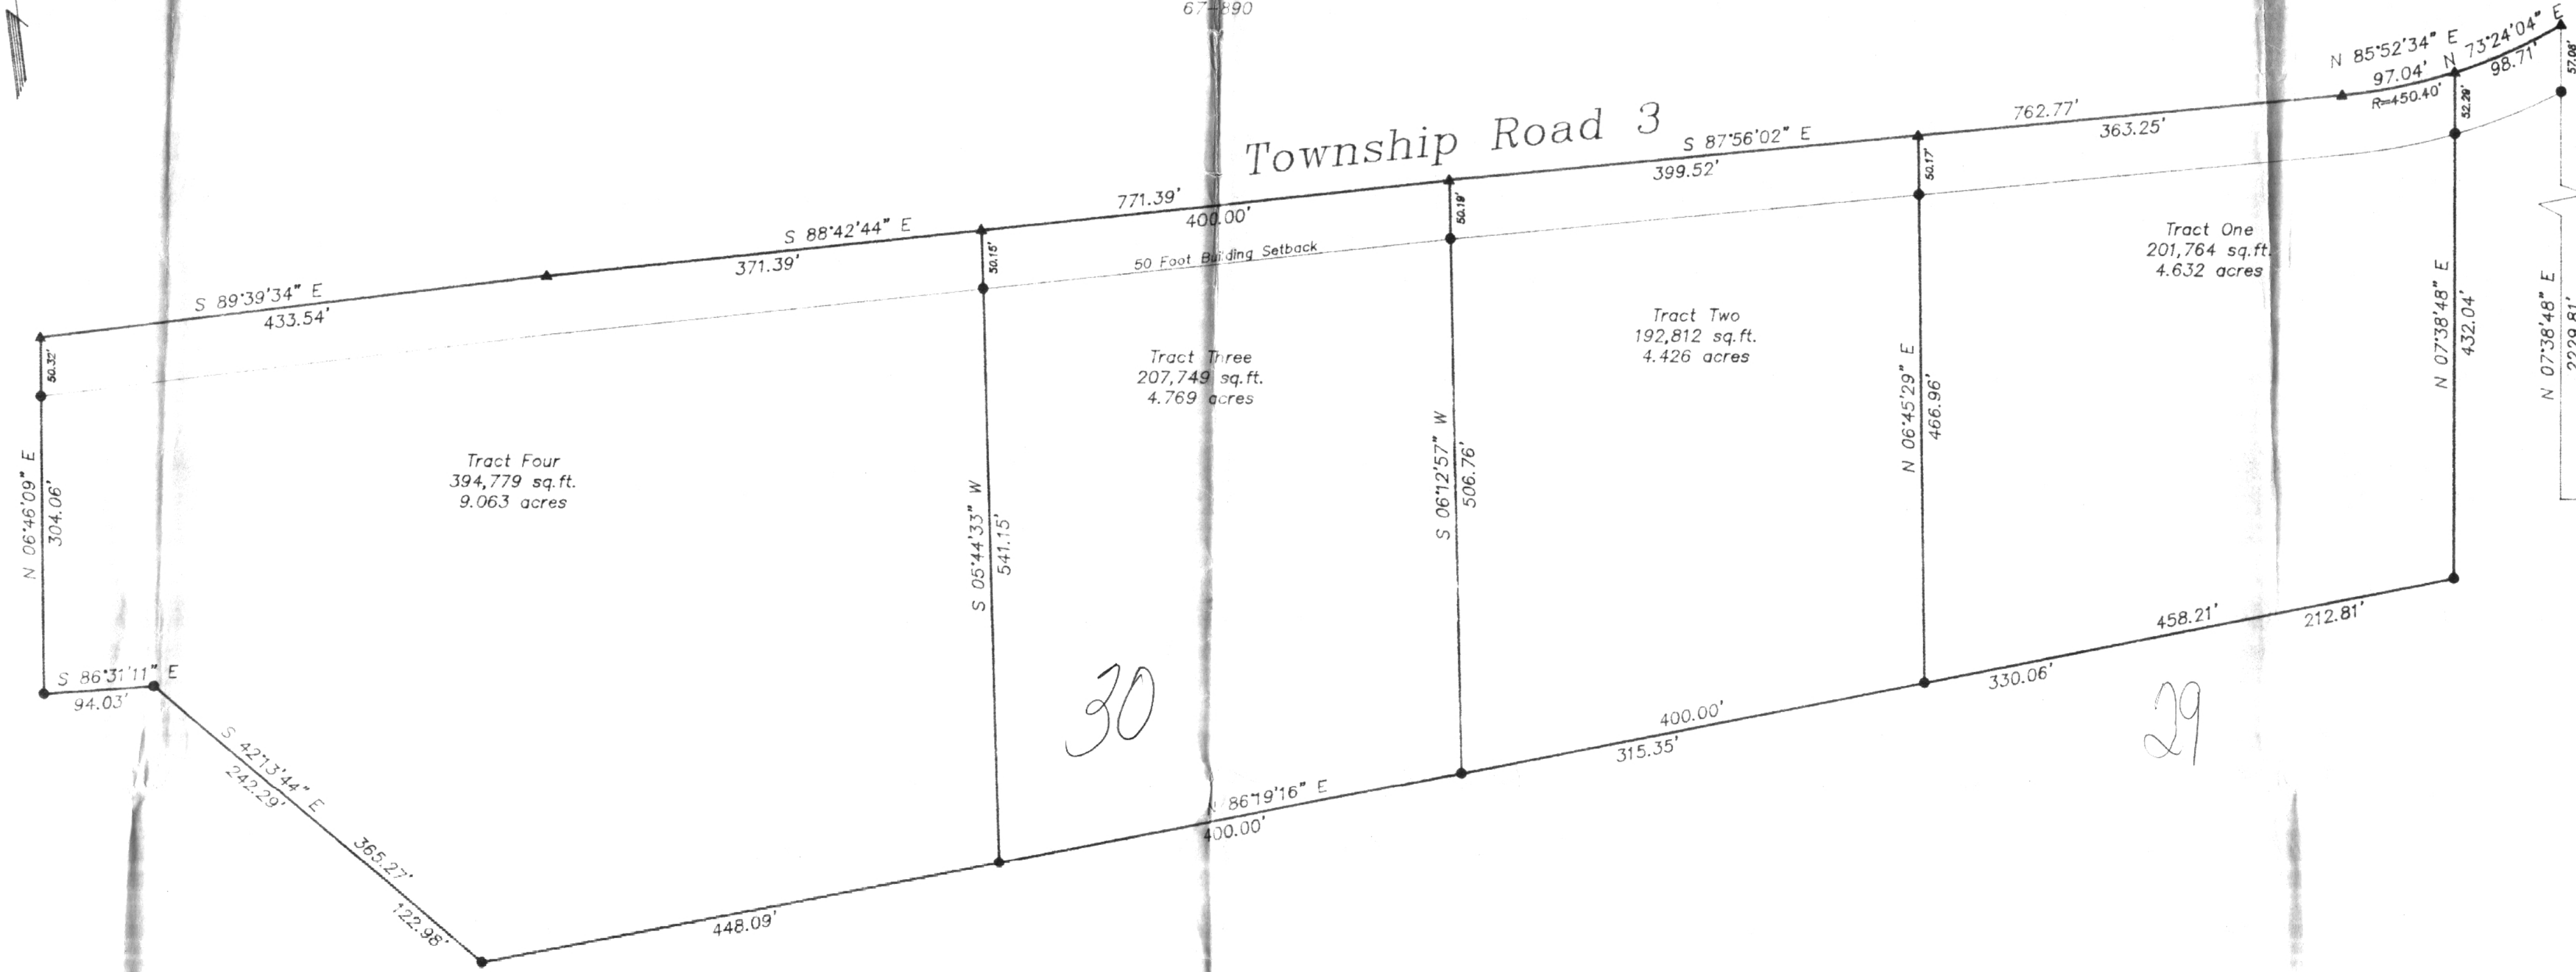 67-890
N 85°52'34" E
97.04'
R=450.40'
N 73°24'04" E
98.71'
57.08'
52.29'
Township Road 3
S 87°56'02" E
399.52'
762.77'
363.25'
50.17'
771.39'
400.00'
50.19'
S 88°42'44" E
371.39'
50.15'
S 89°39'34" E
433.54'
50.32'
50 Foot Building Setback
Tract One
201,764 sq.ft.
4.632 acres
Tract Two
192,812 sq.ft.
4.426 acres
Tract Three
207,749 sq.ft.
4.769 acres
Tract Four
394,779 sq.ft.
9.063 acres
N 06°46'09" E
304.06'
S 05°44'33" W
541.15'
S 06°12'57" W
506.76'
N 06°45'29" E
466.96'
N 07°38'48" E
432.04'
N 07°38'48" E
2229.81'
S 86°31'11" E
94.03'
S 42°13'44" E
242.29'
365.27'
122.98'
448.09'
30
N 86°19'16" E
400.00'
400.00'
315.35'
330.06'
458.21'
212.81'
29